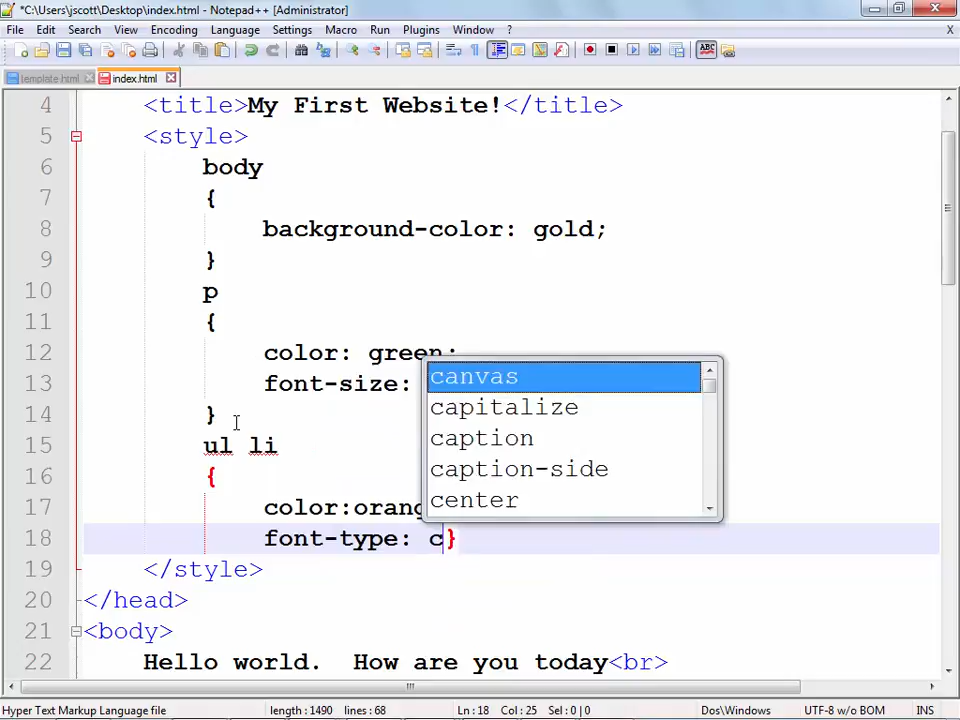 *C:\Users\jscott\Desktop\index.html - Notepad++ [Administrator]
File Edit Search View Encoding Language Settings Macro Run Plugins Window ? X
template.html index.html
4 <title>My First Website!</title>
5 <style>
6 body
7 {
8 background-color: gold;
9 }
10 p
11 {
12 color: green;
13 font-size:
14 }
15 ul li
16 {
17 color:orang
18 font-type: c}
19 </style>
20 </head>
21 <body>
22 Hello world.  How are you today<br>
canvas
capitalize
caption
caption-side
center
Hyper Text Markup Language file length : 1490 lines : 68 Ln : 18 Col : 25 Sel : 0 | 0 Dos\Windows UTF-8 w/o BOM INS